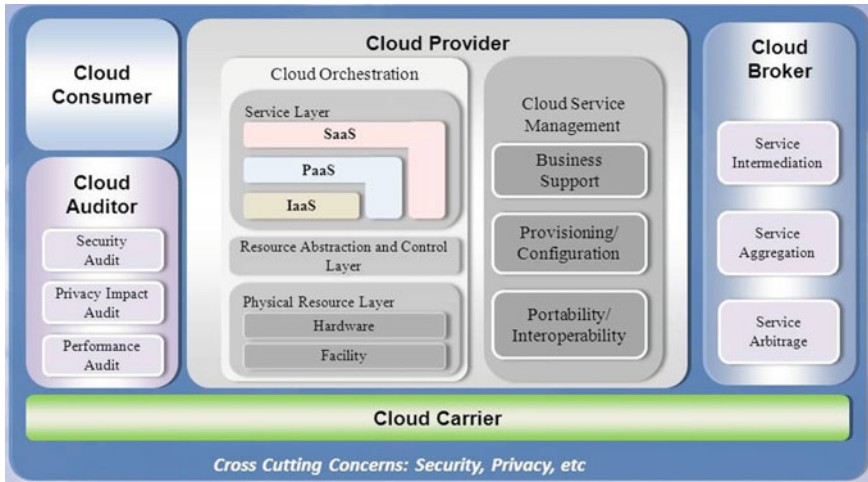 Cloud
Consumer
Cloud
Auditor
Security
Audit
Privacy Impact
Audit
Performance
Audit
Cloud Provider
Cloud Orchestration
Service Layer
SaaS
PaaS
IaaS
Resource Abstraction and Control
Layer
Physical Resource Layer
Hardware
Facility
Cloud Service
Management
Business
Support
Provisioning/
Configuration
Portability/
Interoperability
Cloud
Broker
Service
Intermediation
Service
Aggregation
Service
Arbitrage
Cloud Carrier
Cross Cutting Concerns: Security, Privacy, etc